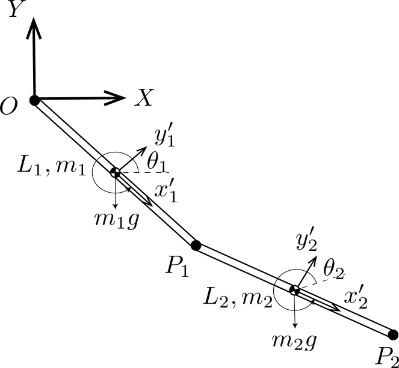 Y
O
X
L₁, m₁
y′₁
θ₁
x′₁
m₁g
P₁
y′₂
θ₂
L₂, m₂
x′₂
m₂g
P₂